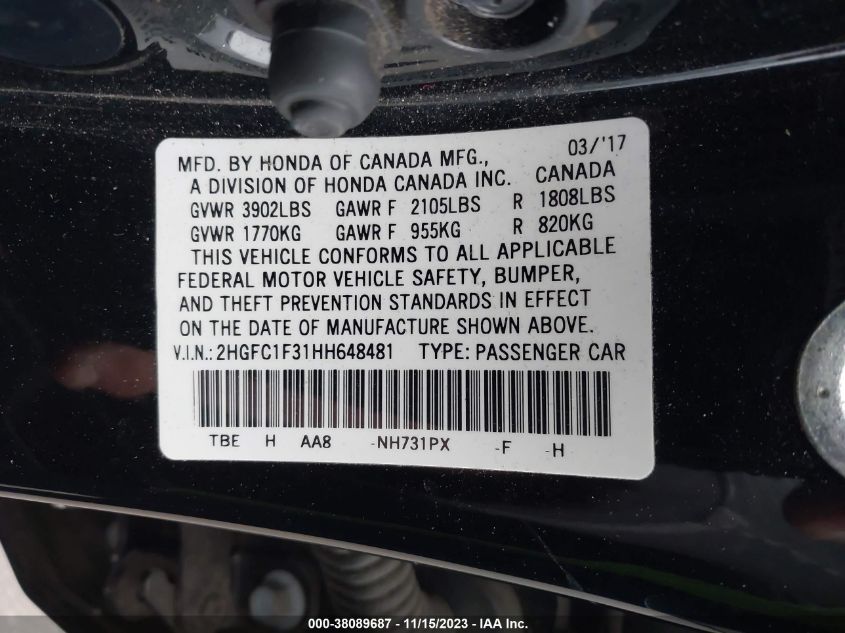 03/'17
MFD. BY HONDA OF CANADA MFG.,
A DIVISION OF HONDA CANADA INC. CANADA
GVWR 3902LBS GAWR F 2105LBS R 1808LBS
GVWR 1770KG GAWR F 955KG R 820KG
THIS VEHICLE CONFORMS TO ALL APPLICABLE
FEDERAL MOTOR VEHICLE SAFETY, BUMPER,
AND THEFT PREVENTION STANDARDS IN EFFECT
ON THE DATE OF MANUFACTURE SHOWN ABOVE.
V.I.N.: 2HGFC1F31HH648481 TYPE: PASSENGER CAR
TBE H AA8 -NH731PX -F -H
000-38089687 - 11/15/2023 - IAA Inc.